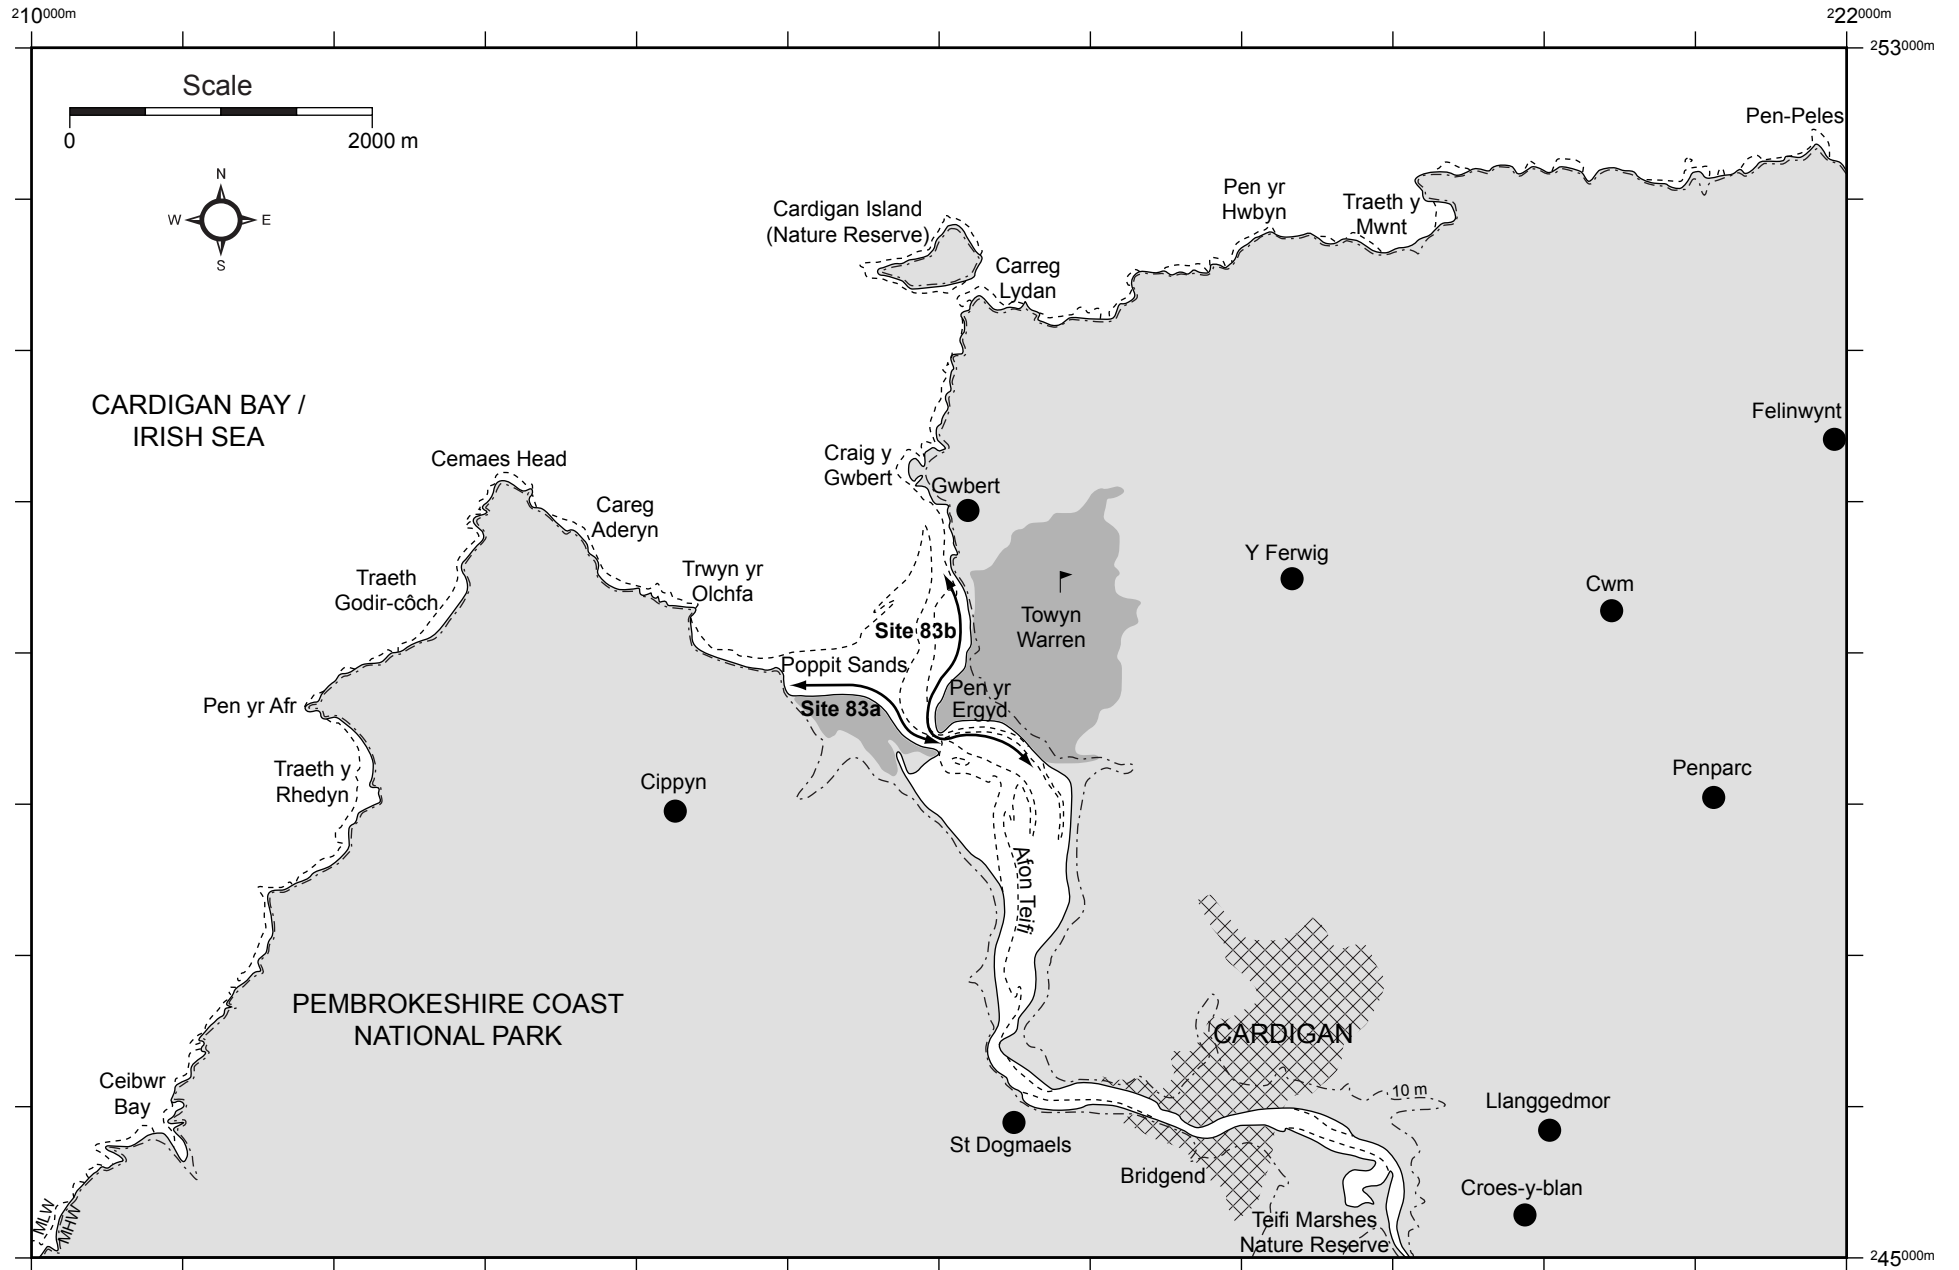 210000m
222000m
253000m
Scale
0
2000 m
N
W
E
S
Pen-Peles
Pen yr
Hwbyn
Traeth y
Mwnt
Cardigan Island
(Nature Reserve)
Carreg
Lydan
CARDIGAN BAY /
IRISH SEA
Felinwynt
Cemaes Head
Craig y
Gwbert
Gwbert
Careg
Aderyn
Y Ferwig
Trwyn yr
Olchfa
Traeth
Godir-côch
Cwm
Towyn
Warren
Site 83b
Poppit Sands
Pen yr
Ergyd
Site 83a
Pen yr Afr
Traeth y
Rhedyn
Cippyn
Penparc
Afon Teifi
PEMBROKESHIRE COAST
NATIONAL PARK
CARDIGAN
Ceibwr
Bay
10 m
Llanggedmor
St Dogmaels
Bridgend
Croes-y-blan
Teifi Marshes
Nature Reserve
MLW
MHW
245000m